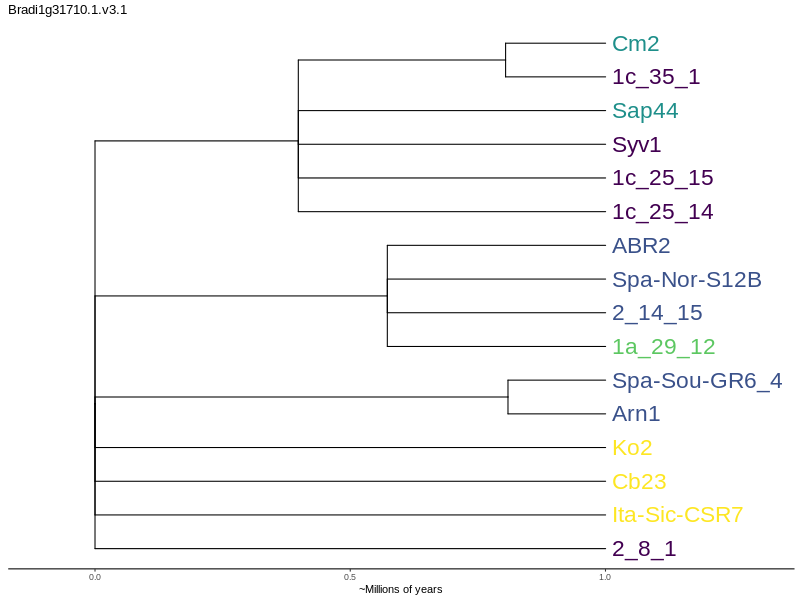 Bradi1g31710.1.v3.1
Cm2
1c_35_1
Sap44
Syv1
1c_25_15
1c_25_14
ABR2
Spa-Nor-S12B
2_14_15
1a_29_12
Spa-Sou-GR6_4
Arn1
Ko2
Cb23
Ita-Sic-CSR7
2_8_1
0.0 0.5 1.0
~Millions of years